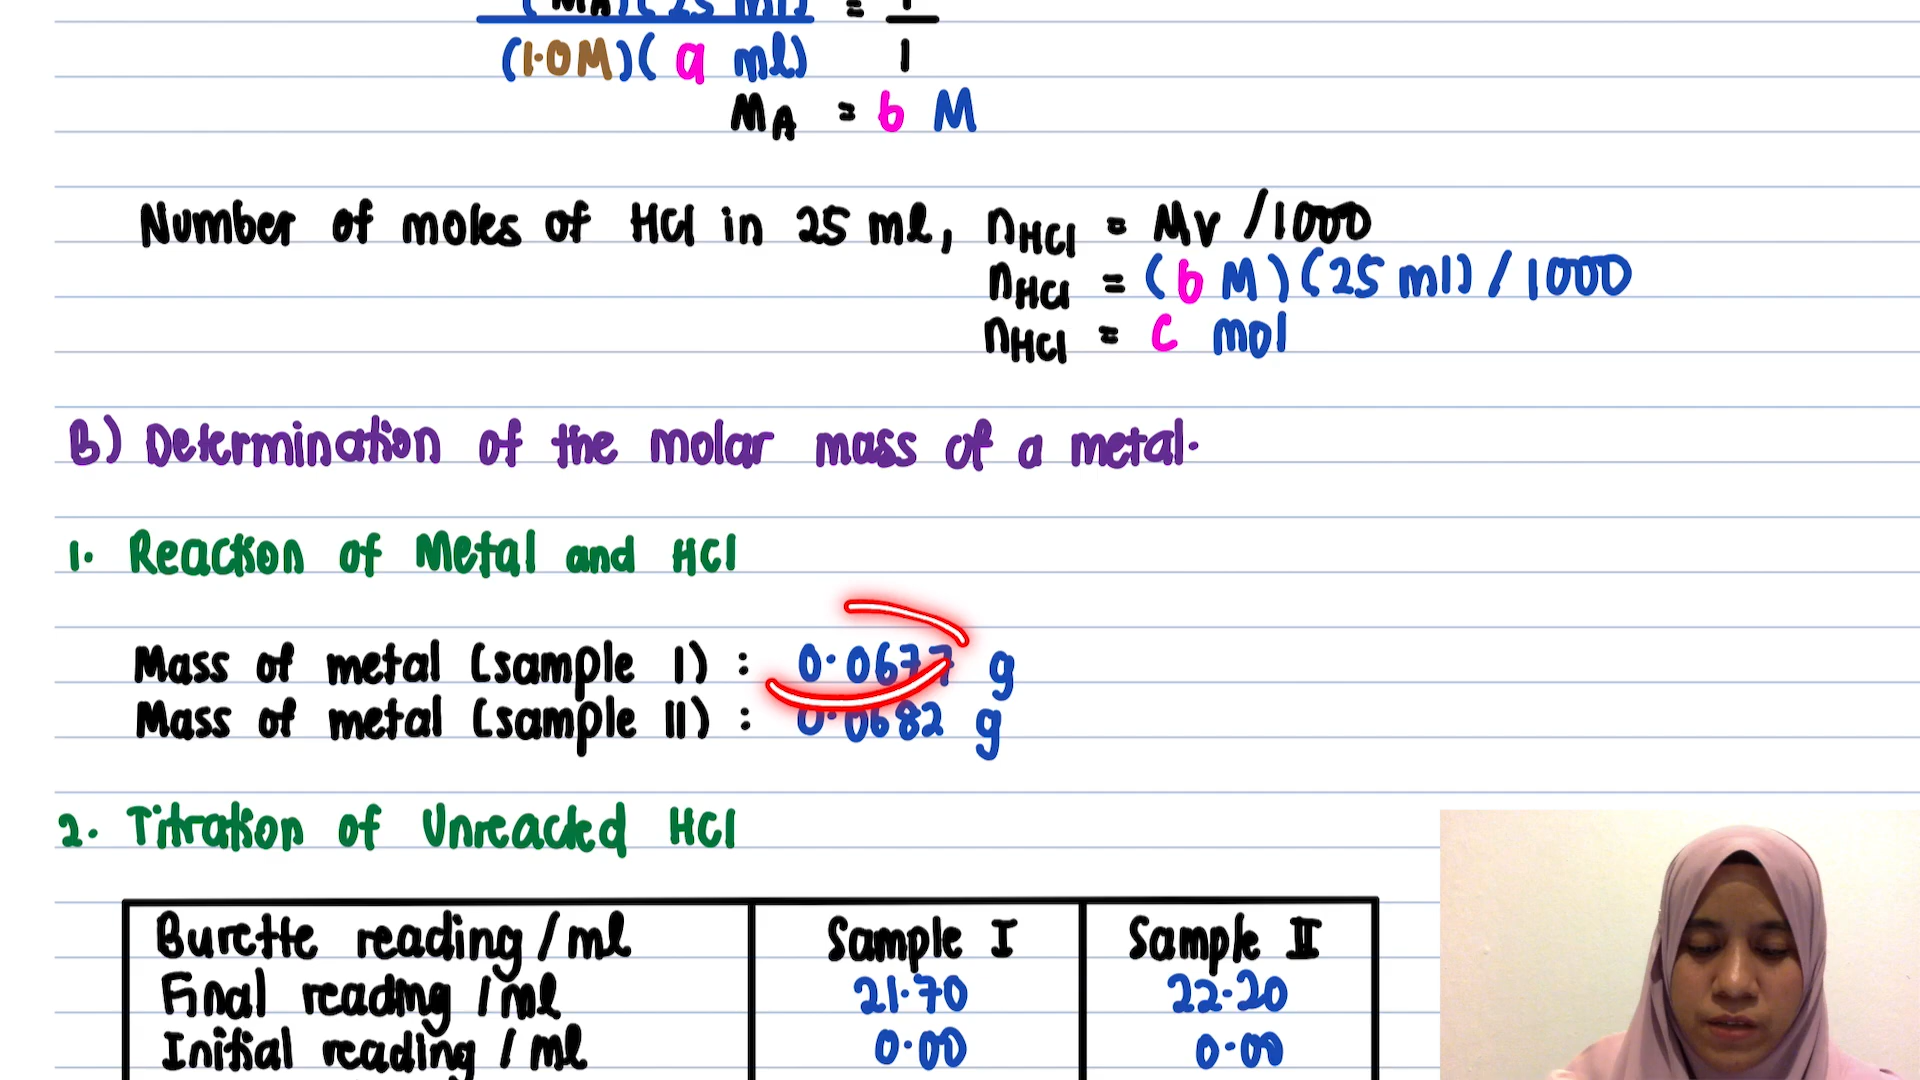 (MA)(25 ml) = 1
(1.0M)( a ml) 1
MA = b M
Number of moles of HCl in 25 ml, nHCl = MV /1000
nHCl = (b M)(25 ml) / 1000
nHCl = c mol
B) Determination of the molar mass of a metal.
1. Reaction of Metal and HCl
Mass of metal (sample I) : 0.0677 g
Mass of metal (sample II) : 0.0682 g
2. Titration of Unreacted HCl
Burette reading / ml Sample I Sample II
Final reading / ml 21.70 22.20
Initial reading / ml 0.00 0.00